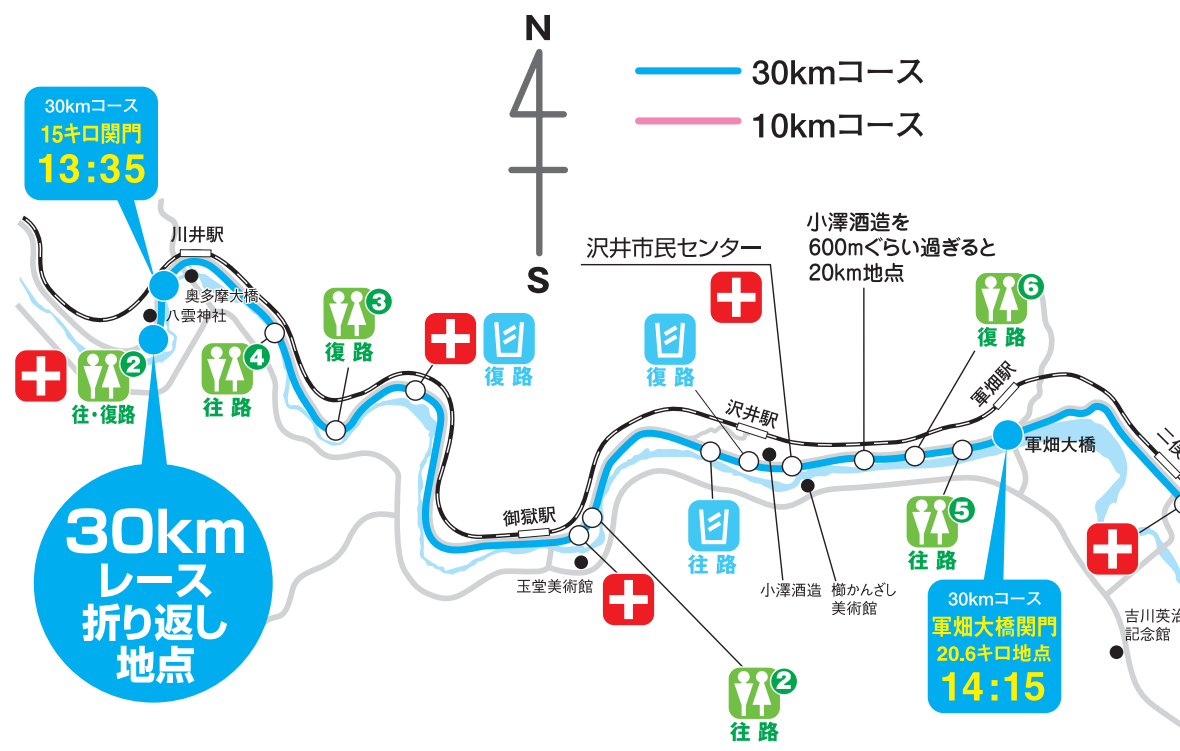 N
S
30kmコース
10kmコース
30kmコース
15キロ関門
13:35
川井駅
奥多摩大橋
八雲神社
2
往・復路
4
往路
3
復路
復路
30km
レース
折り返し
地点
御獄駅
玉堂美術館
2
往路
沢井市民センター
復路
沢井駅
往路
小澤酒造
櫛かんざし
美術館
小澤酒造を
600mぐらい過ぎると
20km地点
6
復路
軍畑駅
軍畑大橋
5
往路
30kmコース
軍畑大橋関門
20.6キロ地点
14:15
二俣
吉川英治
記念館